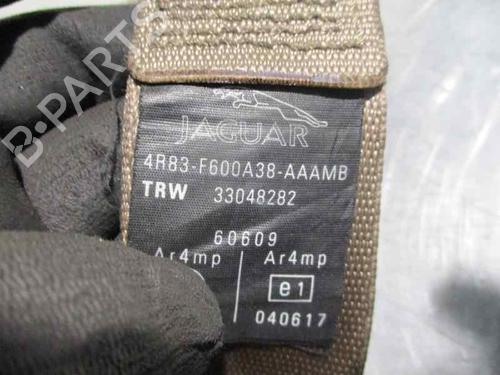 JAGUAR
4R83-F600A38-AAAMB
TRW 33048282
60609
Ar4mp Ar4mp
e1
040617
B-PARTS